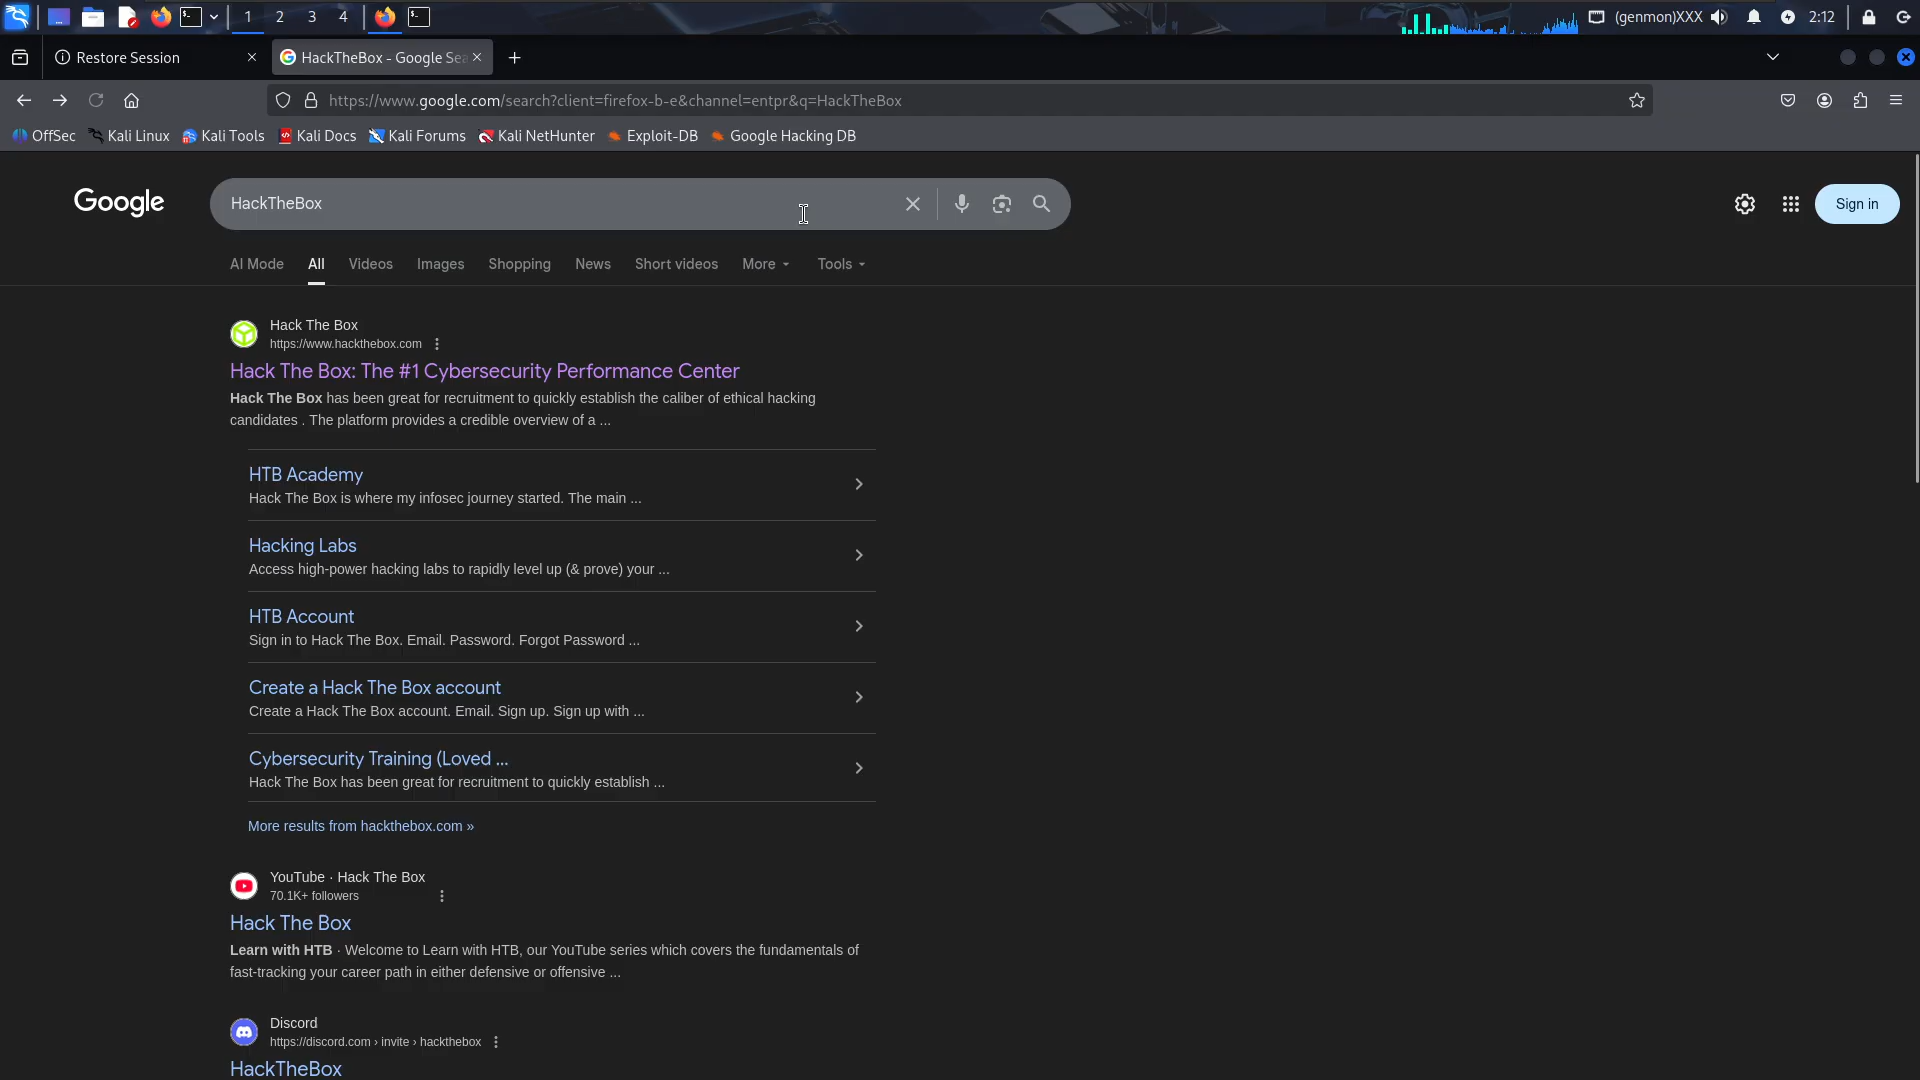 1 2 3 4 (genmon)XXX 2:12
Restore Session HackTheBox - Google Sea
https://www.google.com/search?client=firefox-b-e&channel=entpr&q=HackTheBox
OffSec Kali Linux Kali Tools Kali Docs Kali Forums Kali NetHunter Exploit-DB Google Hacking DB
Google HackTheBox Sign in
AI Mode All Videos Images Shopping News Short videos More Tools
Hack The Box
https://www.hackthebox.com
Hack The Box: The #1 Cybersecurity Performance Center
Hack The Box has been great for recruitment to quickly establish the caliber of ethical hacking
candidates . The platform provides a credible overview of a ...
HTB Academy
Hack The Box is where my infosec journey started. The main ...
Hacking Labs
Access high-power hacking labs to rapidly level up (& prove) your ...
HTB Account
Sign in to Hack The Box. Email. Password. Forgot Password ...
Create a Hack The Box account
Create a Hack The Box account. Email. Sign up. Sign up with ...
Cybersecurity Training (Loved ...
Hack The Box has been great for recruitment to quickly establish ...
More results from hackthebox.com »
YouTube · Hack The Box
70.1K+ followers
Hack The Box
Learn with HTB · Welcome to Learn with HTB, our YouTube series which covers the fundamentals of
fast-tracking your career path in either defensive or offensive ...
Discord
https://discord.com › invite › hackthebox
HackTheBox